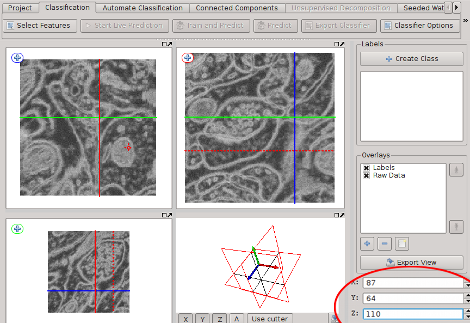 Project Classification Automate Classification Connected Components Unsupervised Decomposition Seeded Wat
Select Features Start Live Prediction Train and Predict Predict Export Classifier Classifier Options »
Labels
Create Class
Overlays
Labels
Raw Data
Export View
X: 87
Y: 64
Z: 110
X Y Z A Use cutter